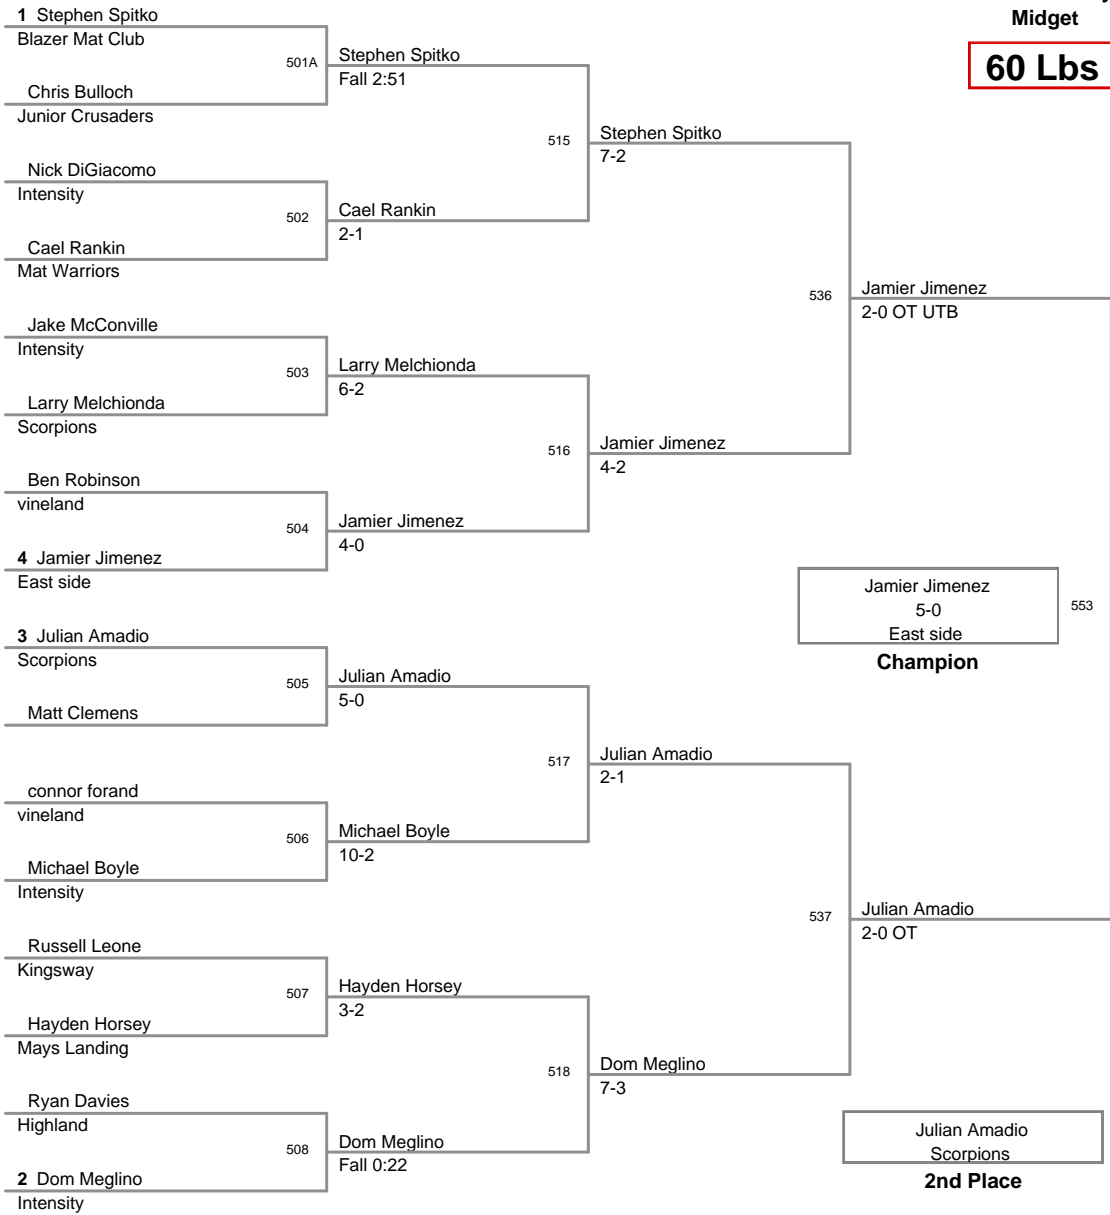 Midget
60 Lbs
1 Stephen Spitko
Blazer Mat Club
501A
Chris Bulloch
Junior Crusaders
Stephen Spitko
Fall 2:51
Nick DiGiacomo
Intensity
502
Cael Rankin
Mat Warriors
Cael Rankin
2-1
515
Stephen Spitko
7-2
Jake McConville
Intensity
503
Larry Melchionda
Scorpions
Larry Melchionda
6-2
Ben Robinson
vineland
504
4 Jamier Jimenez
East side
Jamier Jimenez
4-0
516
Jamier Jimenez
4-2
536
Jamier Jimenez
2-0 OT UTB
3 Julian Amadio
Scorpions
505
Matt Clemens
Julian Amadio
5-0
connor forand
vineland
506
Michael Boyle
Intensity
Michael Boyle
10-2
517
Julian Amadio
2-1
Russell Leone
Kingsway
507
Hayden Horsey
Mays Landing
Hayden Horsey
3-2
Ryan Davies
Highland
508
2 Dom Meglino
Intensity
Dom Meglino
Fall 0:22
518
Dom Meglino
7-3
537
Julian Amadio
2-0 OT
Jamier Jimenez
5-0
East side
553
Champion
Julian Amadio
Scorpions
2nd Place